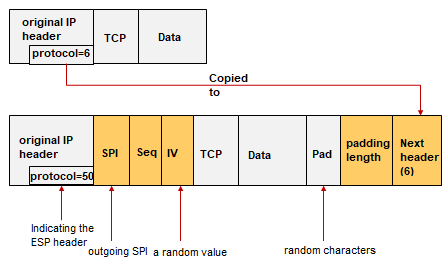 original IP
header
protocol=6
TCP
Data
Copied
to
original IP
header
protocol=50
SPI
Seq
IV
TCP
Data
Pad
padding
length
Next
header
(6)
Indicating the
ESP header
outgoing SPI
a random value
random characters